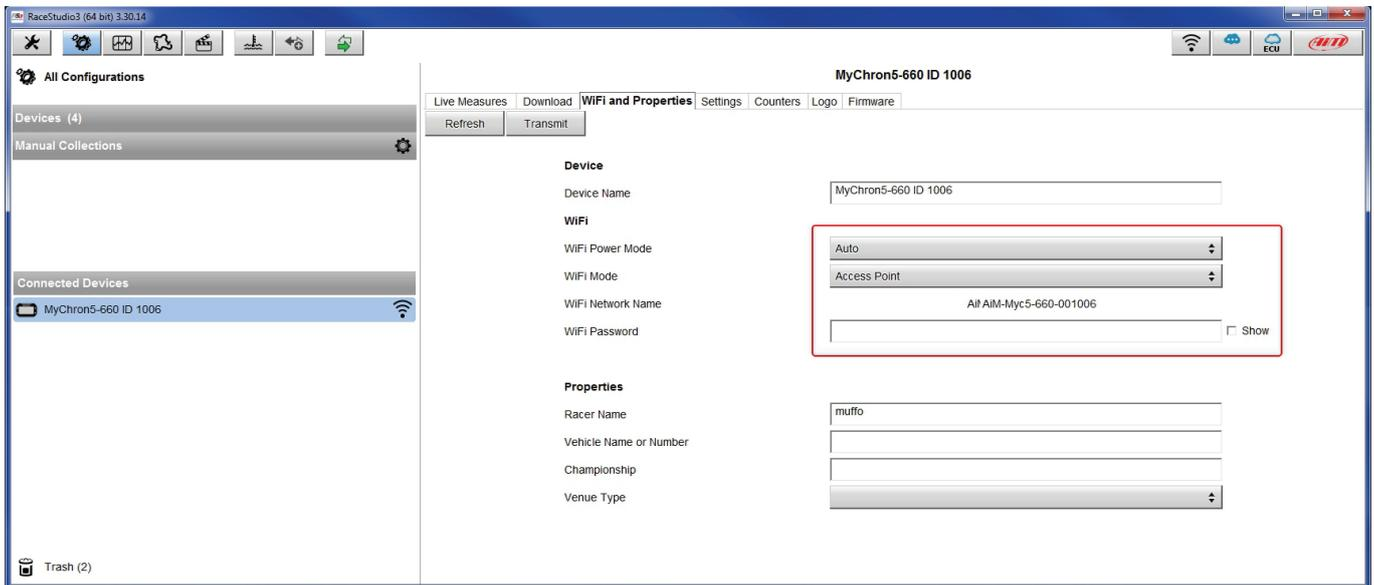 RaceStudio3 (64 bit) 3.30.14
ECU
AiM
All Configurations
MyChron5-660 ID 1006
Live Measures Download WiFi and Properties Settings Counters Logo Firmware
Devices (4)
Refresh Transmit
Manual Collections
Device
Device Name MyChron5-660 ID 1006
WiFi
WiFi Power Mode Auto
WiFi Mode Access Point
Connected Devices
MyChron5-660 ID 1006
WiFi Network Name AiM-Myc5-660-001006
WiFi Password Show
Properties
Racer Name muffo
Vehicle Name or Number
Championship
Venue Type
Trash (2)